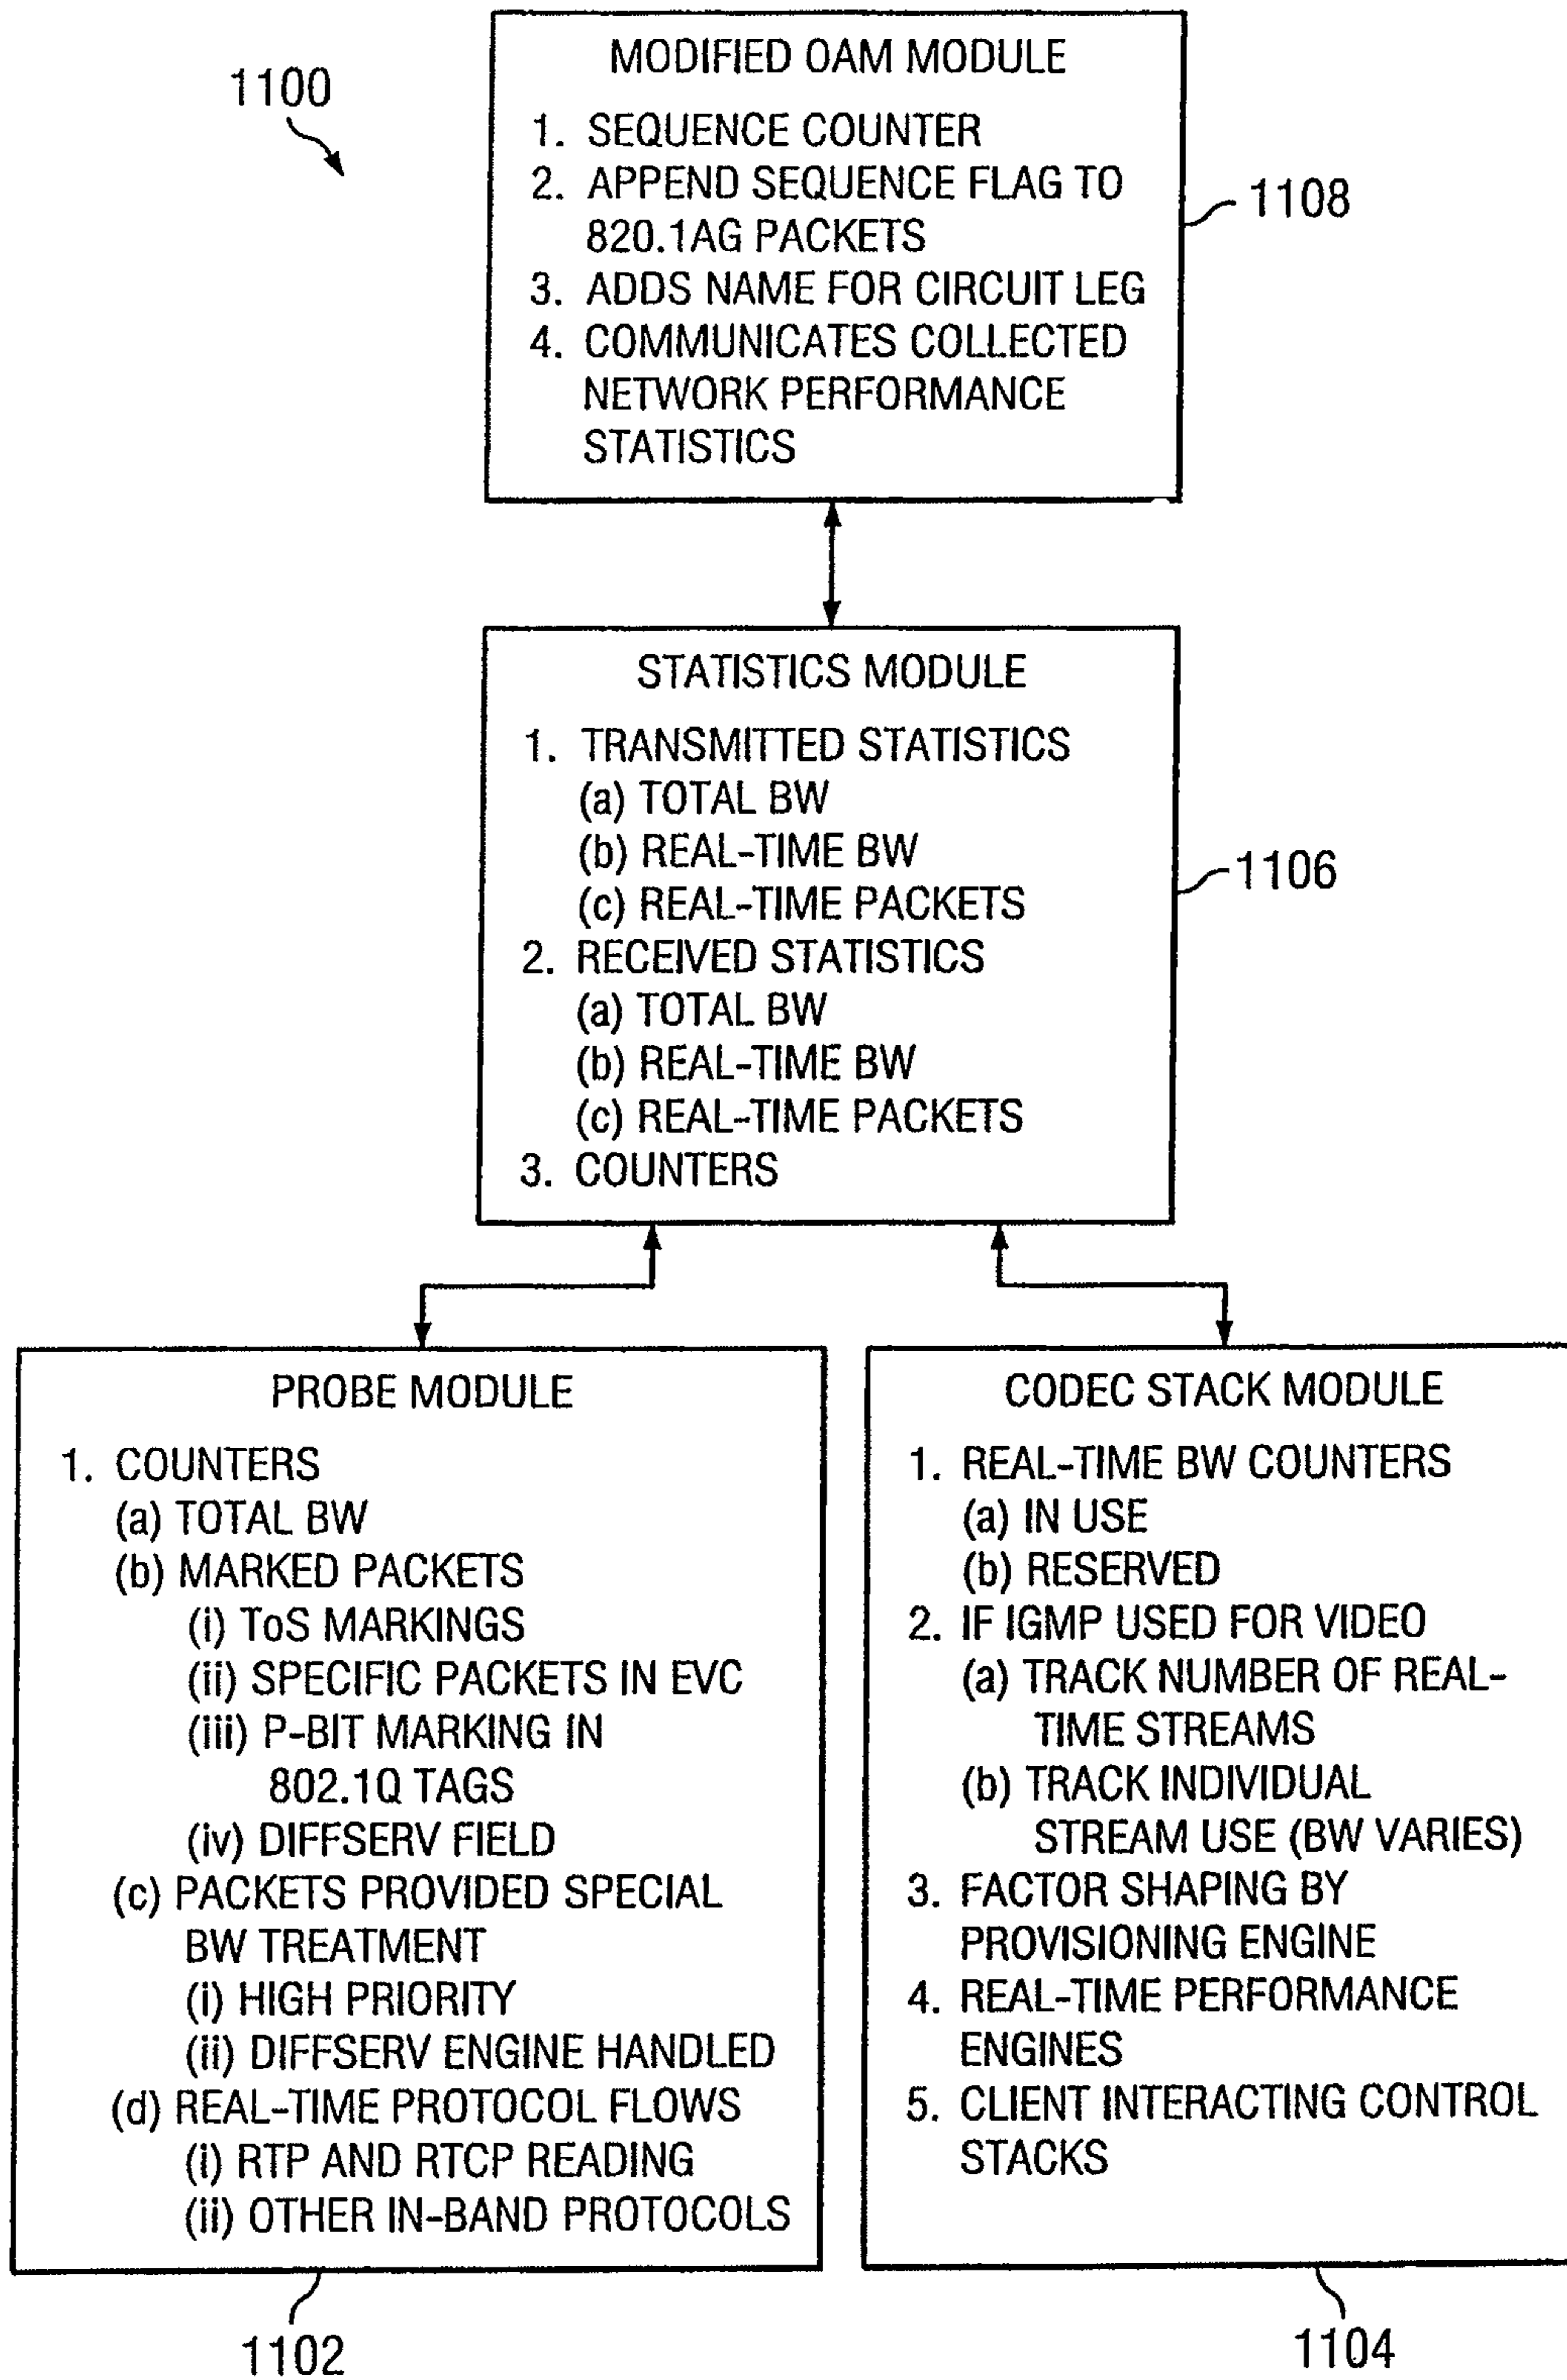 1100
MODIFIED OAM MODULE
1. SEQUENCE COUNTER
2. APPEND SEQUENCE FLAG TO
820.1AG PACKETS
3. ADDS NAME FOR CIRCUIT LEG
4. COMMUNICATES COLLECTED
NETWORK PERFORMANCE
STATISTICS
1108
STATISTICS MODULE
1. TRANSMITTED STATISTICS
(a) TOTAL BW
(b) REAL-TIME BW
(c) REAL-TIME PACKETS
2. RECEIVED STATISTICS
(a) TOTAL BW
(b) REAL-TIME BW
(c) REAL-TIME PACKETS
3. COUNTERS
1106
PROBE MODULE
1. COUNTERS
(a) TOTAL BW
(b) MARKED PACKETS
(i) ToS MARKINGS
(ii) SPECIFIC PACKETS IN EVC
(iii) P-BIT MARKING IN
802.1Q TAGS
(iv) DIFFSERV FIELD
(c) PACKETS PROVIDED SPECIAL
BW TREATMENT
(i) HIGH PRIORITY
(ii) DIFFSERV ENGINE HANDLED
(d) REAL-TIME PROTOCOL FLOWS
(i) RTP AND RTCP READING
(ii) OTHER IN-BAND PROTOCOLS
1102
CODEC STACK MODULE
1. REAL-TIME BW COUNTERS
(a) IN USE
(b) RESERVED
2. IF IGMP USED FOR VIDEO
(a) TRACK NUMBER OF REAL-
TIME STREAMS
(b) TRACK INDIVIDUAL
STREAM USE (BW VARIES)
3. FACTOR SHAPING BY
PROVISIONING ENGINE
4. REAL-TIME PERFORMANCE
ENGINES
5. CLIENT INTERACTING CONTROL
STACKS
1104